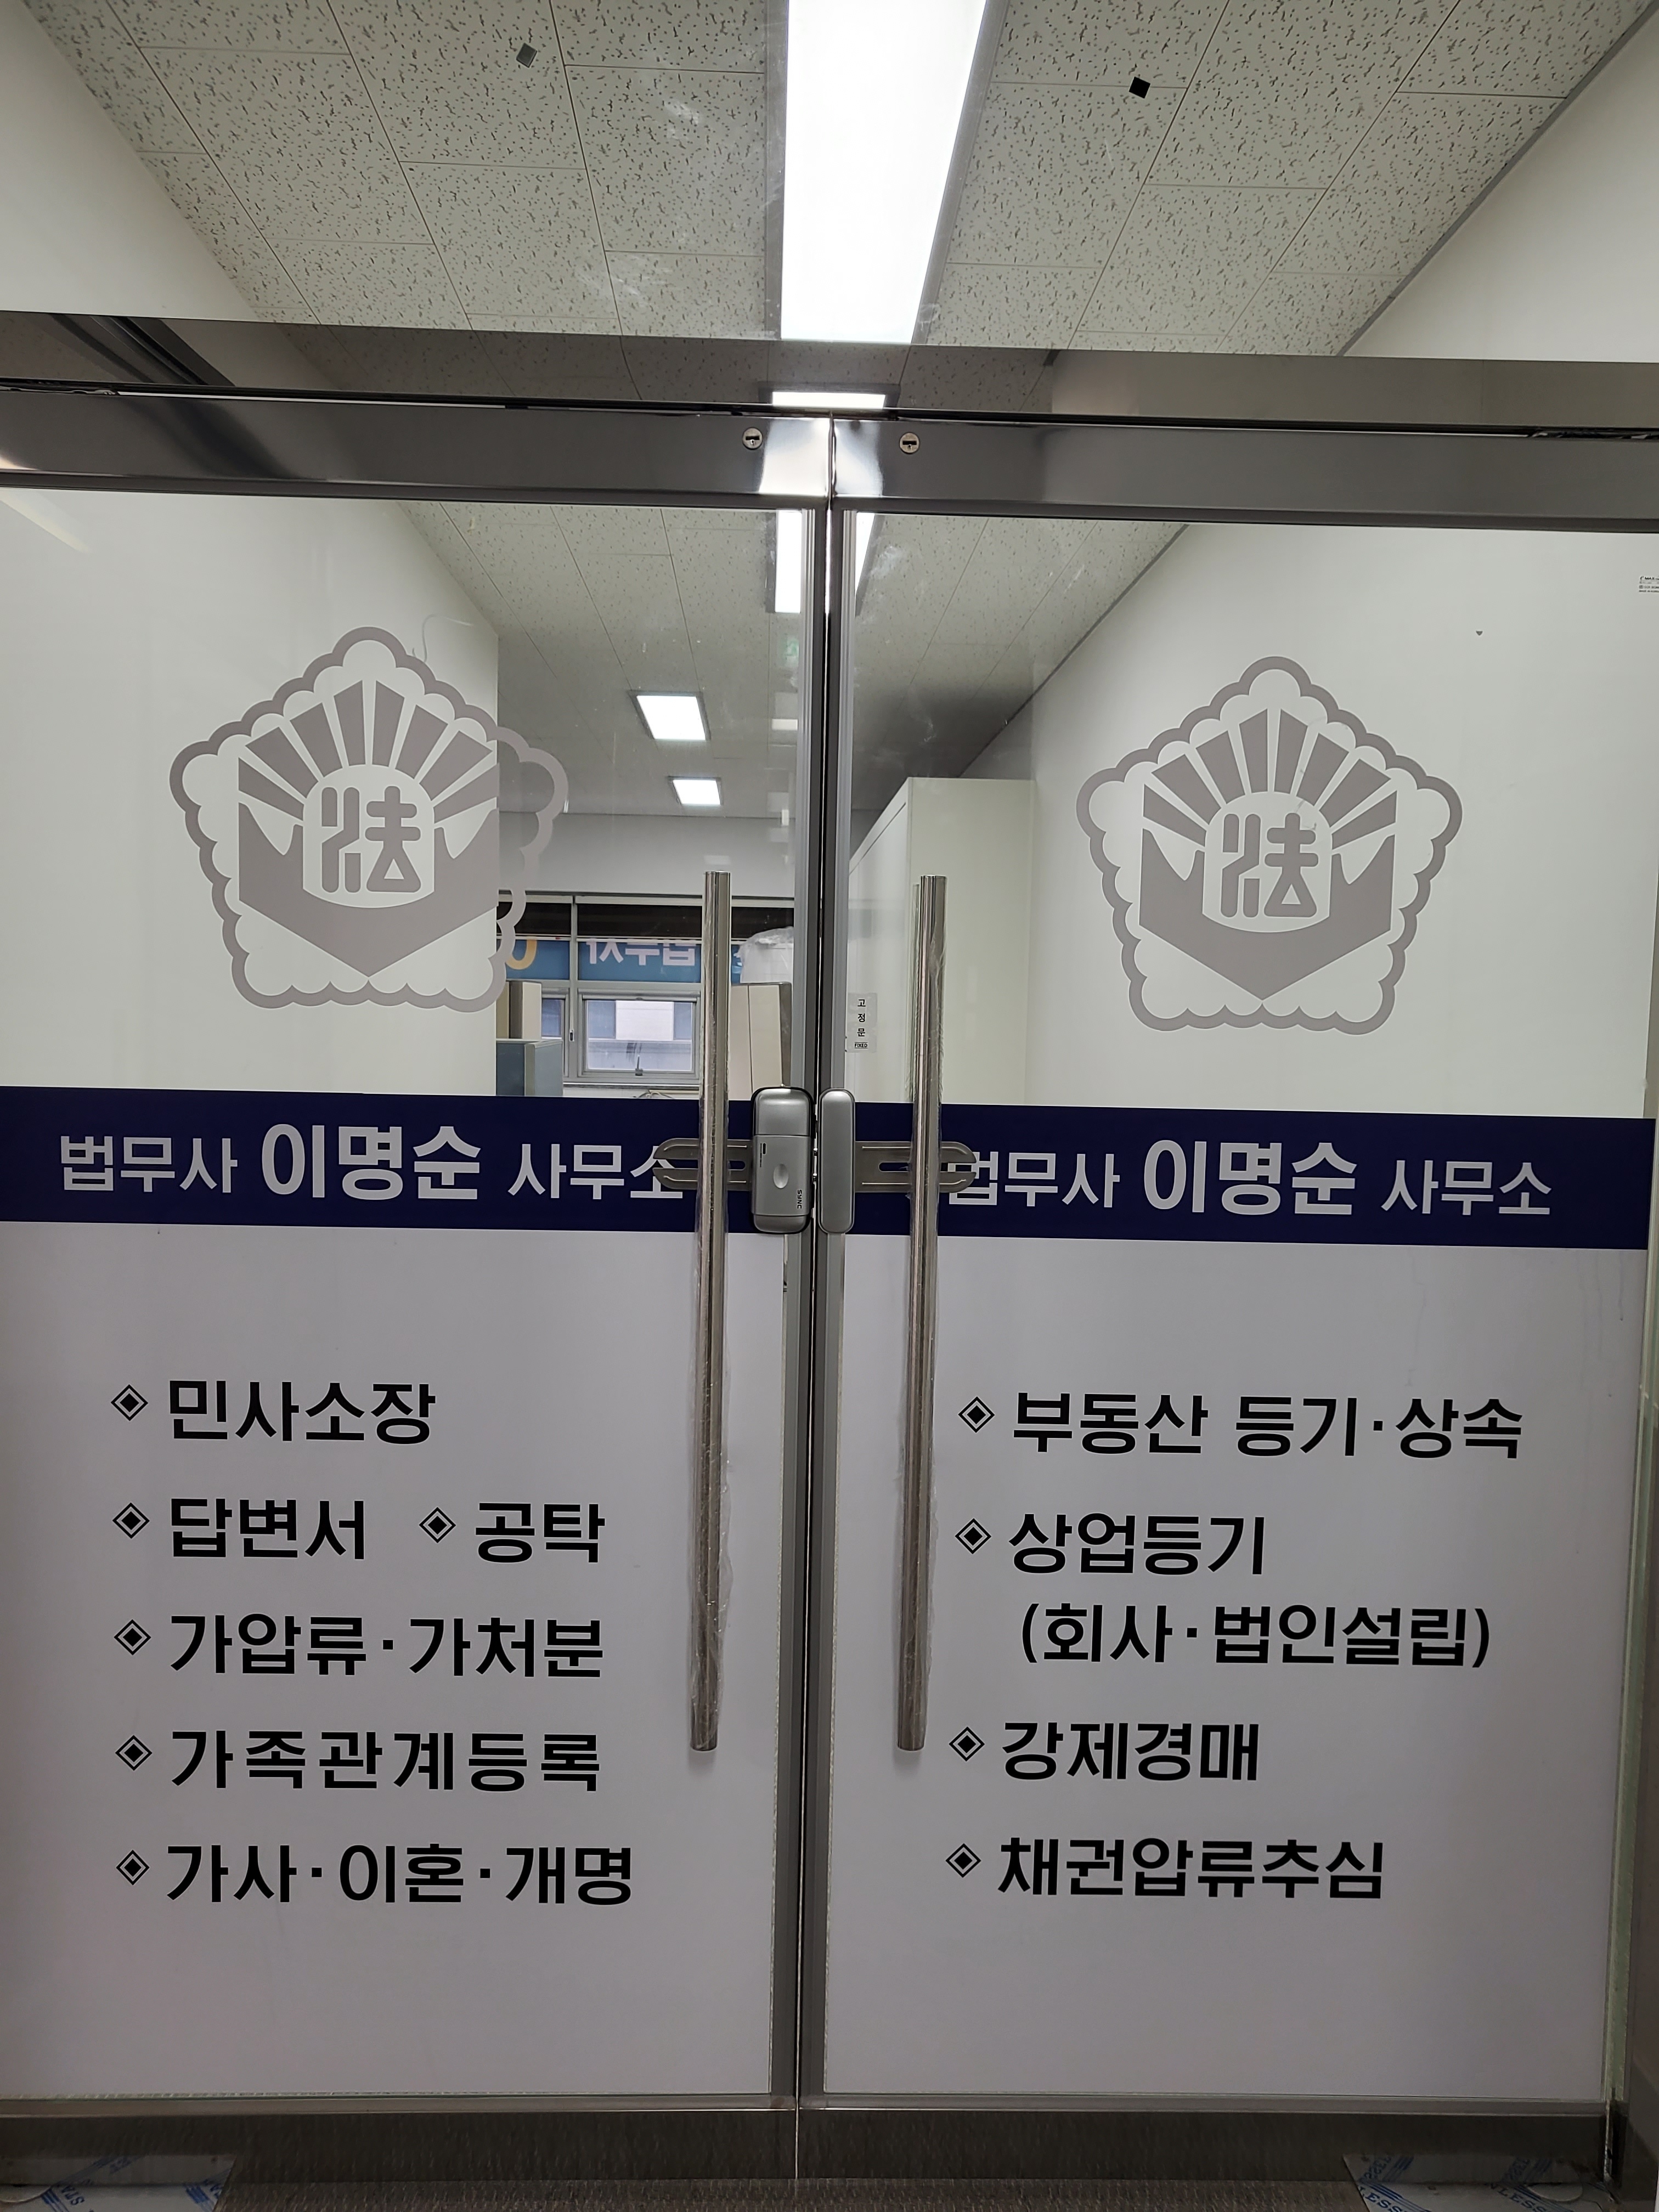 法
法
법무사
고
정
문
FIXED
법무사 이명순 사무소
법무사 이명순 사무소
SYNC
◈ 민사소장
◈ 답변서 ◈ 공탁
◈ 가압류·가처분
◈ 가족관계등록
◈ 가사·이혼·개명
◈ 부동산 등기·상속
◈ 상업등기
(회사·법인설립)
◈ 강제경매
◈ 채권압류추심